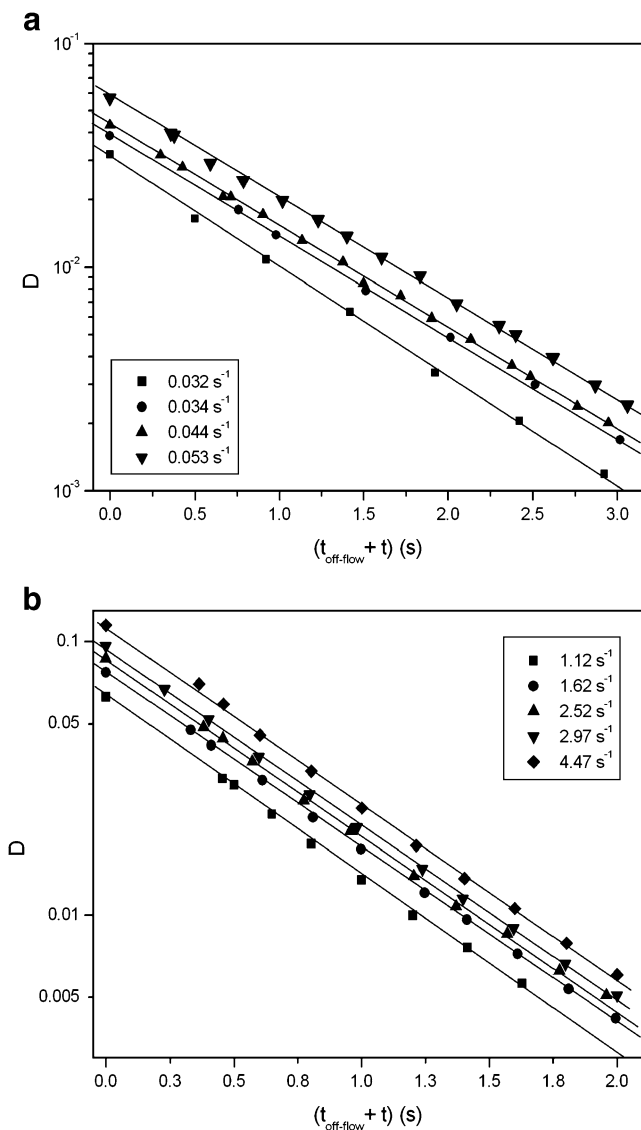 a
10⁻¹
10⁻²
10⁻³
D
0.032 s⁻¹
0.034 s⁻¹
0.044 s⁻¹
0.053 s⁻¹
0.0 0.5 1.0 1.5 2.0 2.5 3.0
(t_off-flow + t) (s)
b
0.1
0.05
0.01
0.005
D
1.12 s⁻¹
1.62 s⁻¹
2.52 s⁻¹
2.97 s⁻¹
4.47 s⁻¹
0.0 0.3 0.5 0.8 1.0 1.3 1.5 1.8 2.0
(t_off-flow + t) (s)